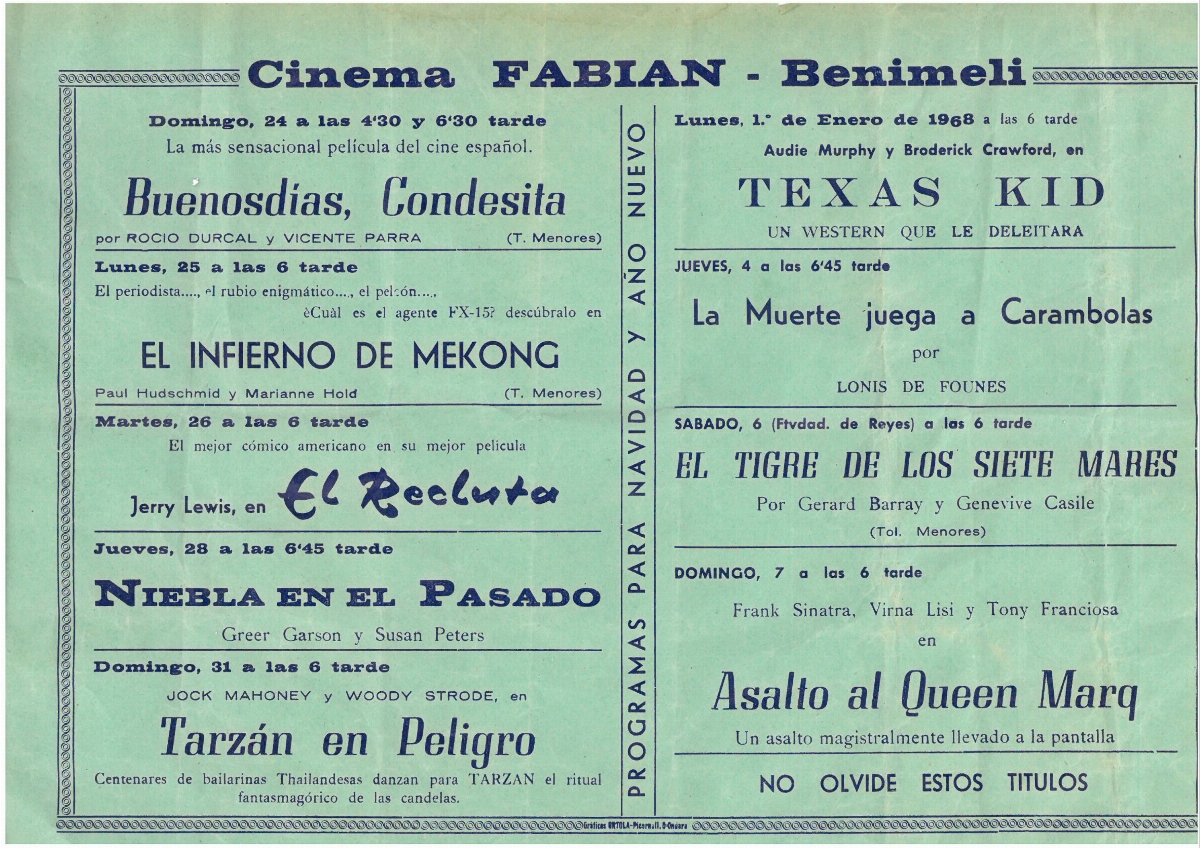 Cinema FABIAN - Benimeli
Domingo, 24 a las 4'30 y 6'30 tarde
La más sensacional película del cine español.
Buenosdías, Condesita
por ROCIO DURCAL y VICENTE PARRA (T. Menores)
Lunes, 25 a las 6 tarde
El periodista...., el rubio enigmático...., el pelcón....,
¿Cuàl es el agente FX-15? descúbralo en
EL INFIERNO DE MEKONG
Paul Hudschmid y Marianne Hold (T. Menores)
Martes, 26 a las 6 tarde
El mejor cómico americano en su mejor pelicula
Jerry Lewis, en El Recluta
Jueves, 28 a las 6'45 tarde
NIEBLA EN EL PASADO
Greer Garson y Susan Peters
Domingo, 31 a las 6 tarde
JOCK MAHONEY y WOODY STRODE, en
Tarzán en Peligro
Centenares de bailarinas Thailandesas danzan para TARZAN el ritual
fantasmagórico de las candelas.
PROGRAMAS PARA NAVIDAD Y AÑO NUEVO
Lunes, 1.º de Enero de 1968 a las 6 tarde
Audie Murphy y Broderick Crawford, en
TEXAS KID
UN WESTERN QUE LE DELEITARA
JUEVES, 4 a las 6'45 tarde
La Muerte juega a Carambolas
por
LONIS DE FOUNES
SABADO, 6 (Ftvdad. de Reyes) a las 6 tarde
EL TIGRE DE LOS SIETE MARES
Por Gerard Barray y Genevive Casile
(Tol. Menores)
DOMINGO, 7 a las 6 tarde
Frank Sinatra, Virna Lisi y Tony Franciosa
en
Asalto al Queen Marq
Un asalto magistralmente llevado a la pantalla
NO OLVIDE ESTOS TITULOS
Gráficas ORTOLA-Picornell, 8-Ondara